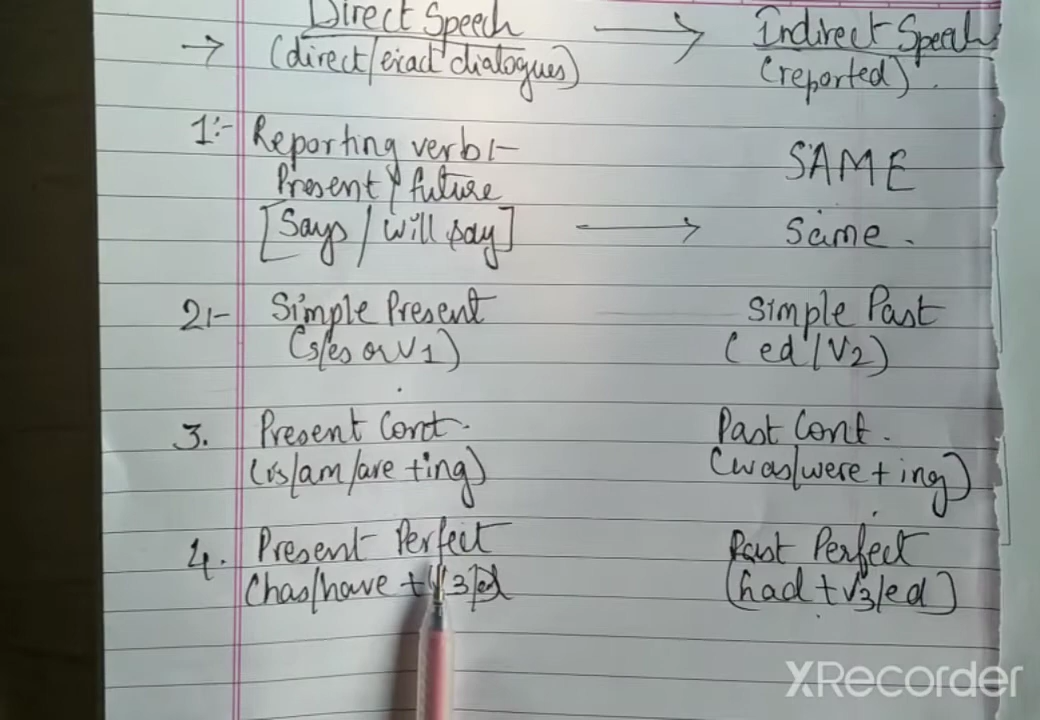 Direct Speech → Indirect Speech
→ (direct/exact dialogues) (reported).
1:- Reporting verb:- SAME
Present / future
[Says / will say] → Same.
2:- Simple Present Simple Past
(s/es or V1) (ed/V2)
3. Present Cont. Past Cont.
(is/am/are +ing) (was/were + ing)
4. Present Perfect Past Perfect
(has/have + V3/ed (had + V3/ed)
XRecorder